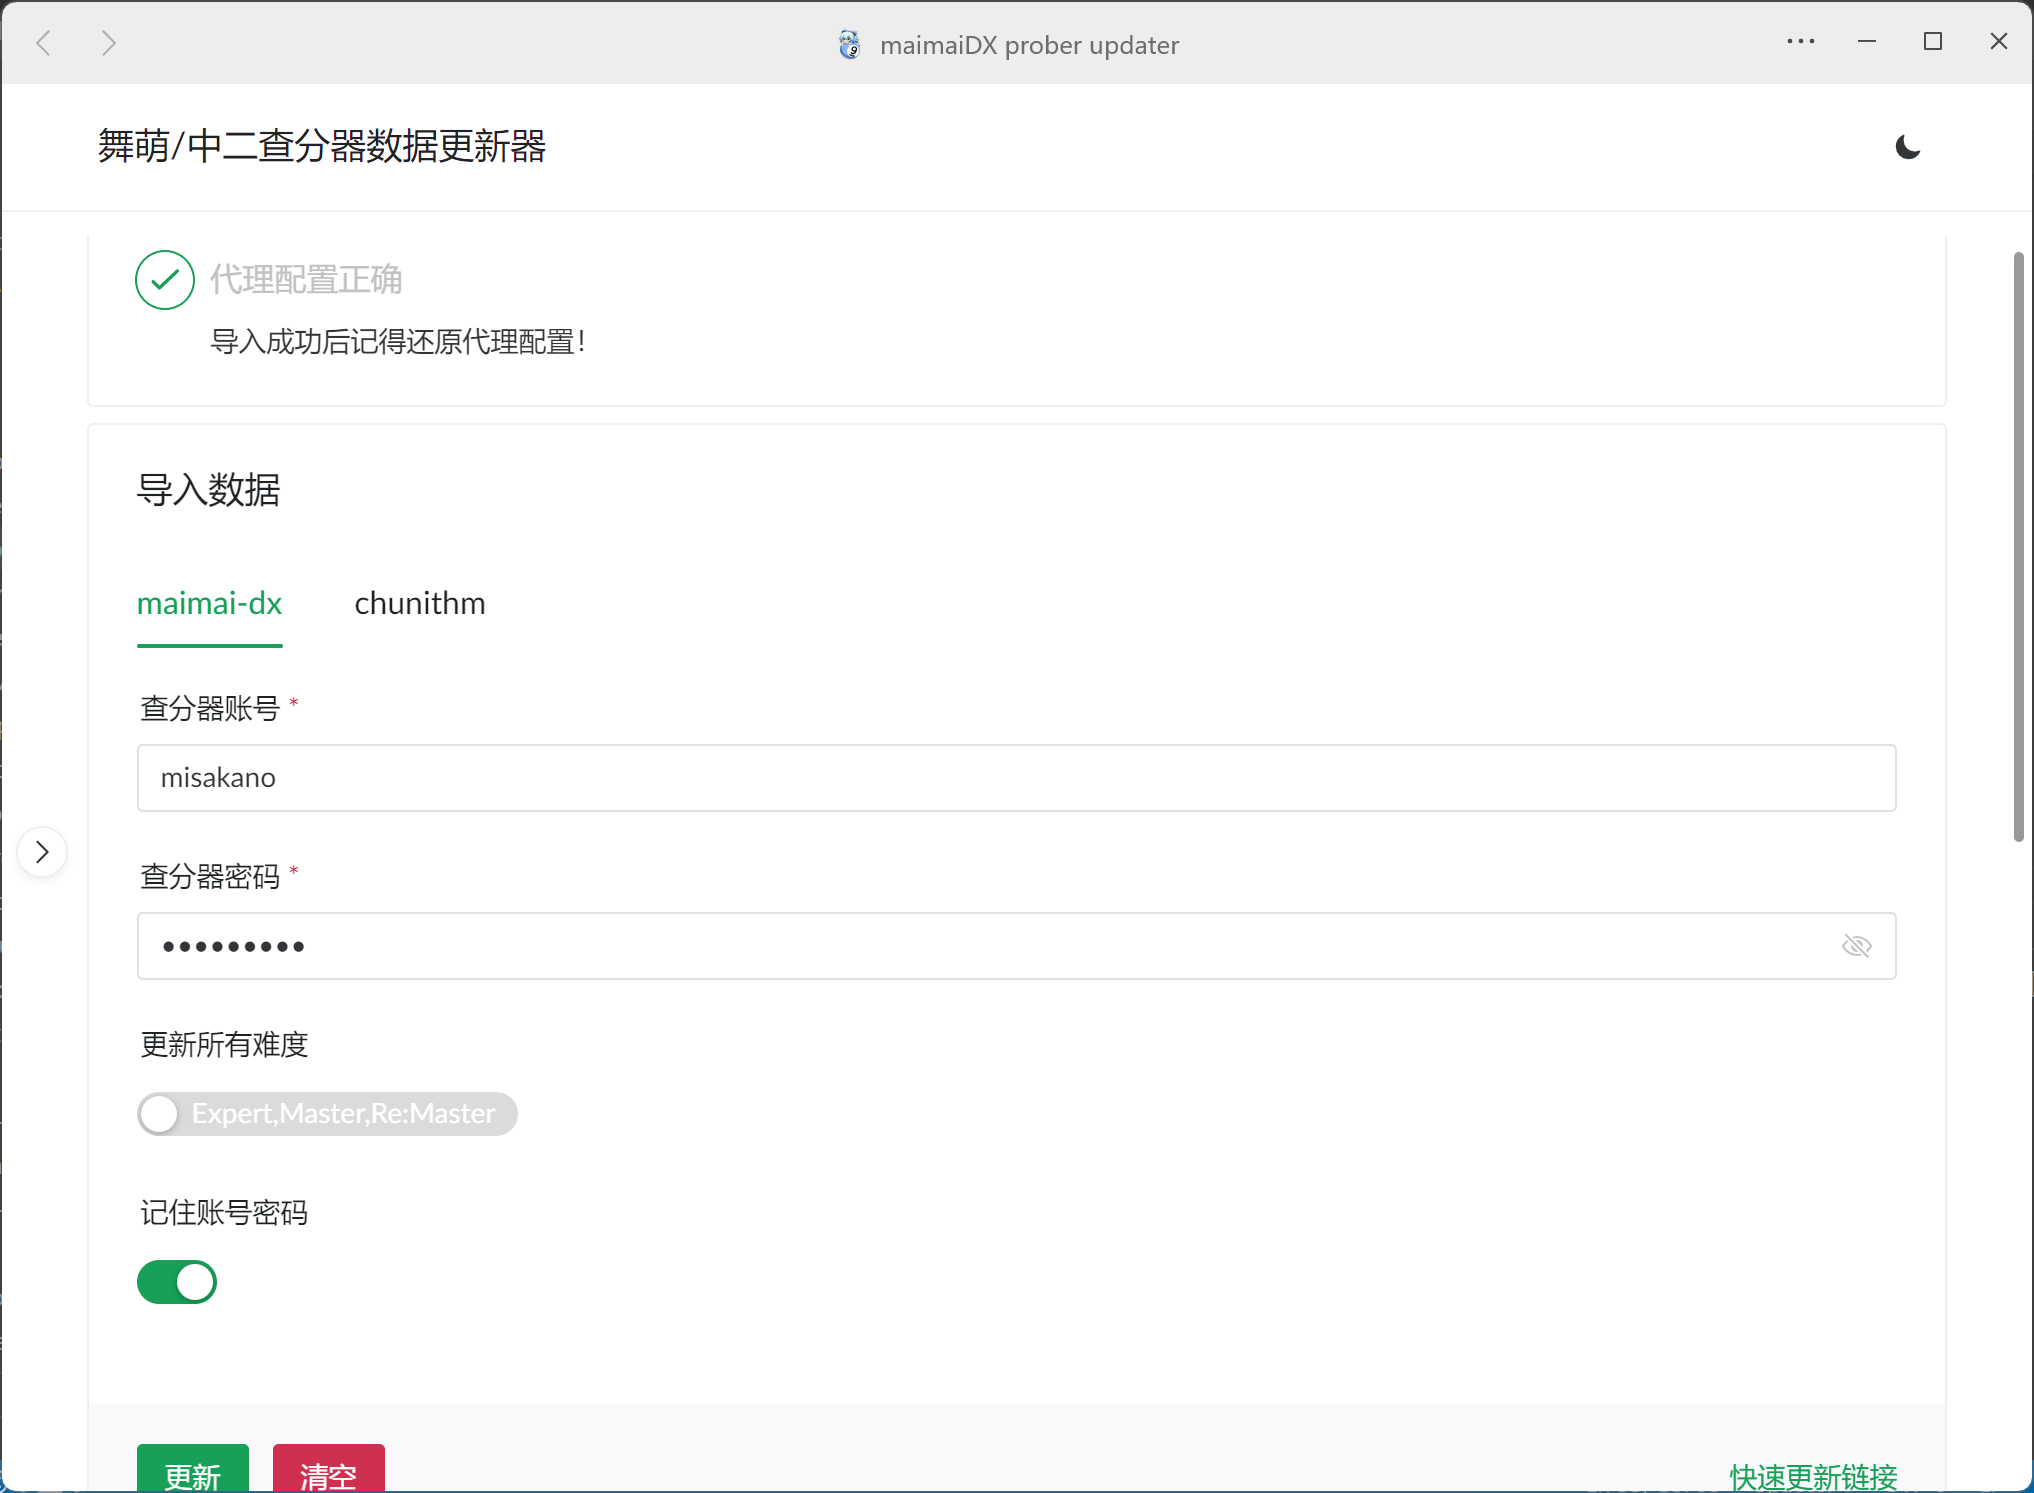 maimaiDX prober updater
舞萌/中二查分器数据更新器
代理配置正确
导入成功后记得还原代理配置！
导入数据
maimai-dx chunithm
查分器账号 *
misakano
查分器密码 *
•••••••••
更新所有难度
Expert,Master,Re:Master
记住账号密码
更新 清空 快速更新链接